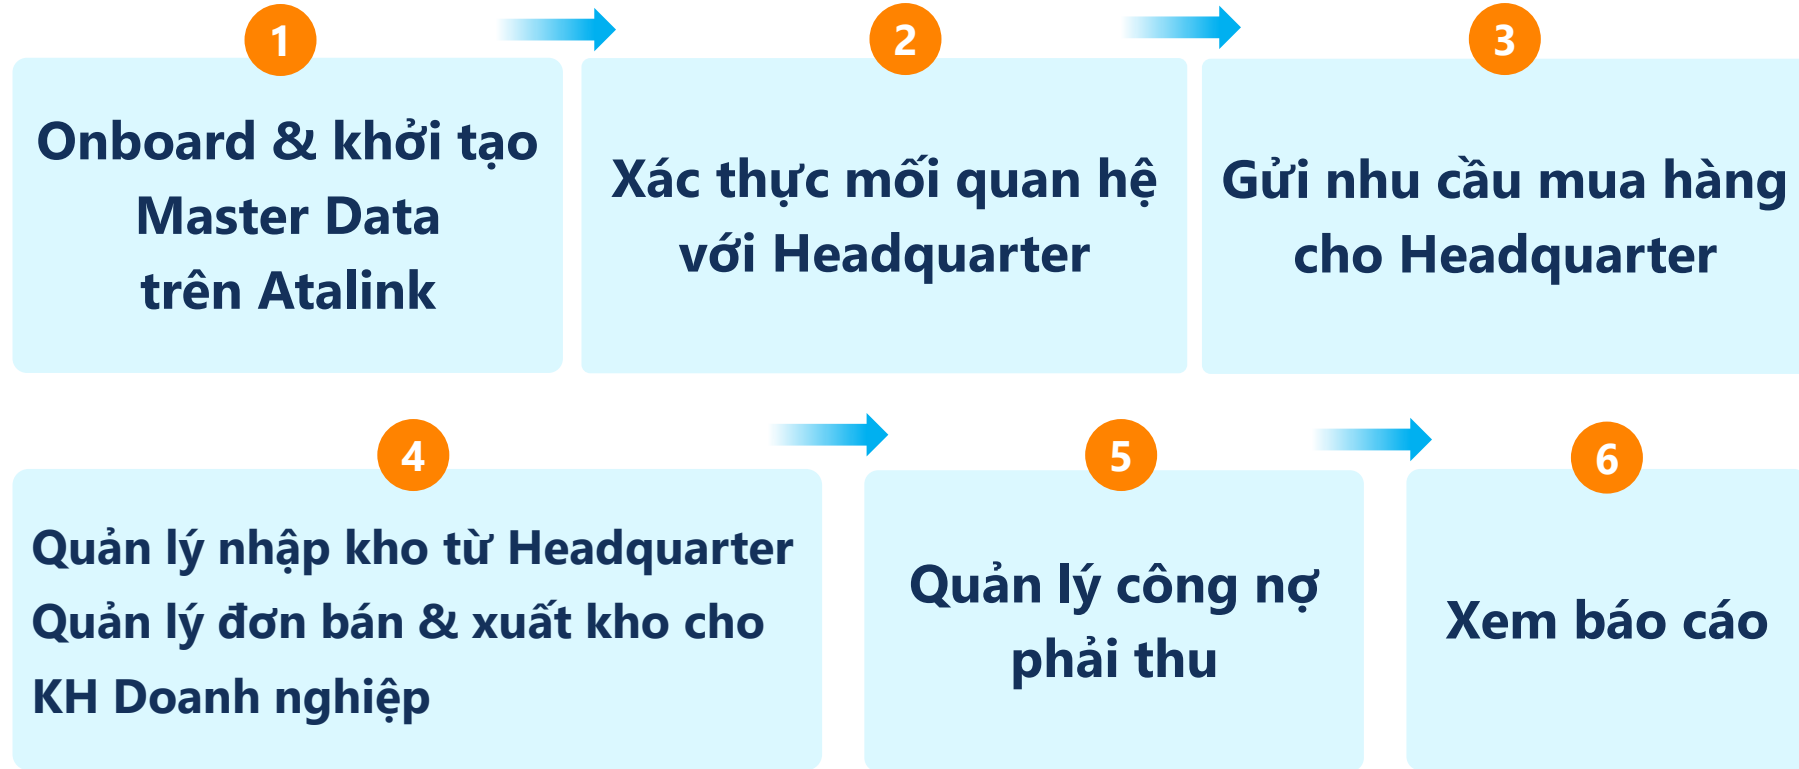 1
Onboard & khởi tạo
Master Data
trên Atalink
2
Xác thực mối quan hệ
với Headquarter
3
Gửi nhu cầu mua hàng
cho Headquarter
4
Quản lý nhập kho từ Headquarter
Quản lý đơn bán & xuất kho cho
KH Doanh nghiệp
5
Quản lý công nợ
phải thu
6
Xem báo cáo